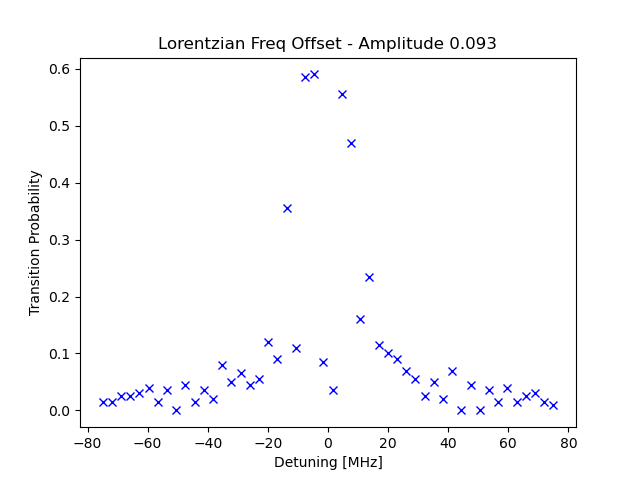 Lorentzian Freq Offset - Amplitude 0.093
Transition Probability
0.6
0.5
0.4
0.3
0.2
0.1
0.0
−80 −60 −40 −20 0 20 40 60 80
Detuning [MHz]